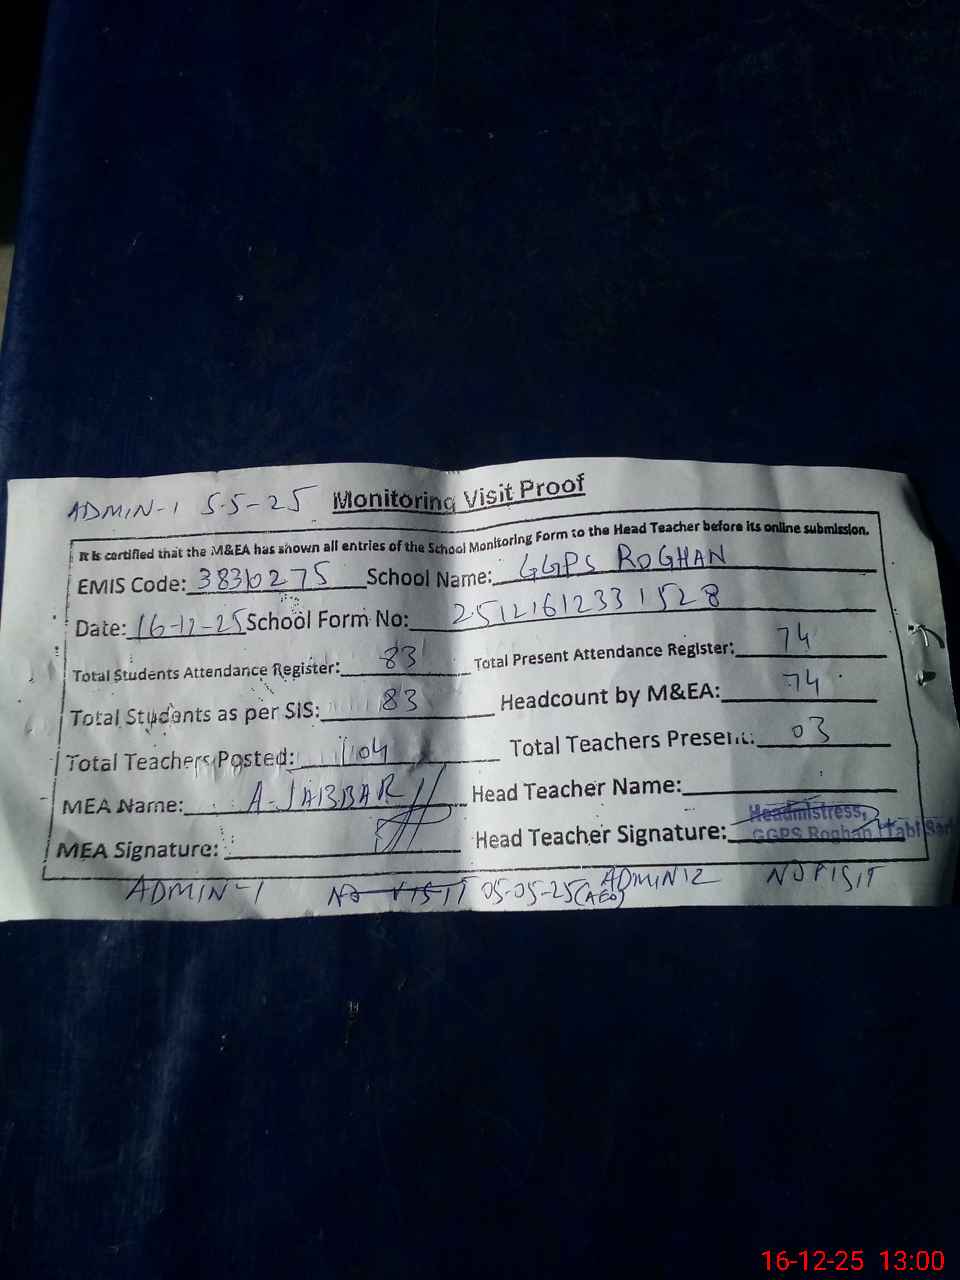 ADMIN-1 5-5-25 Monitoring Visit Proof
It is certified that the M&EA has shown all entries of the School Monitoring Form to the Head Teacher before its online submission.
EMIS Code: 38310275 School Name: GGPS ROGHAN
Date: 16-12-25 School Form No: 25121612331528
Total Students Attendance Register: 83 Total Present Attendance Register: 74
Total Students as per SIS: 83 Headcount by M&EA: 74
Total Teachers Posted: 04 Total Teachers Present: 03
MEA Name: A. JABBAR Head Teacher Name:
MEA Signature: Head Teacher Signature: Headmistress,
GGPS Roghan
ADMIN-1 NO VISIT 05-05-25 (AEO) ADMIN 2 NO VISIT
16-12-25 13:00